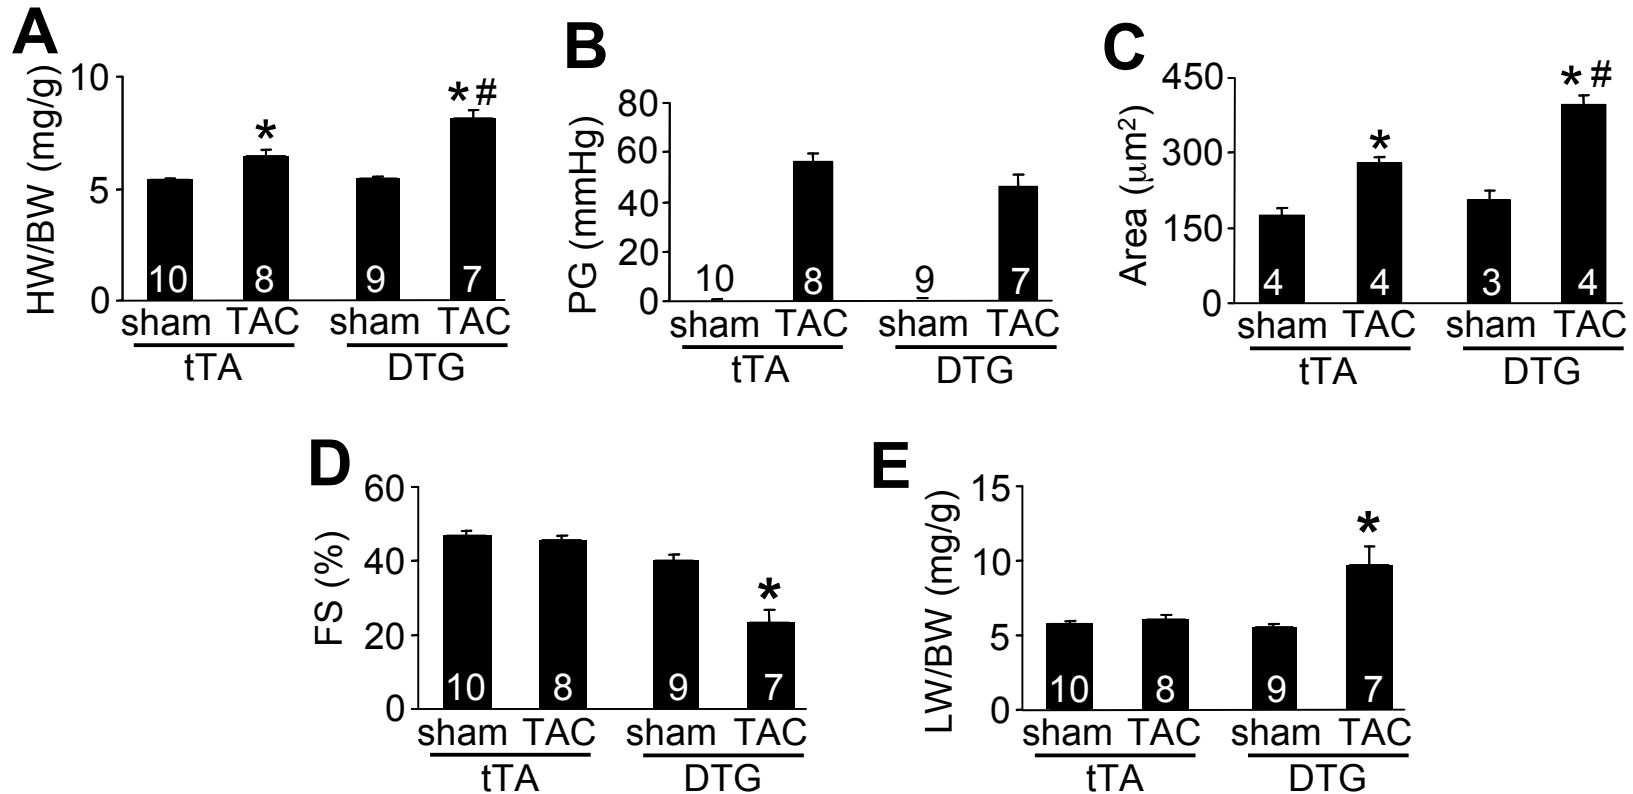 A
HW/BW (mg/g)
10
5
0
*
*#
10 8 9 7
sham TAC sham TAC
tTA DTG
B
PG (mmHg)
80
60
40
20
0
10 8 9 7
sham TAC sham TAC
tTA DTG
C
Area (μm²)
450
300
150
0
*
*#
4 4 3 4
sham TAC sham TAC
tTA DTG
D
FS (%)
60
40
20
0
*
10 8 9 7
sham TAC sham TAC
tTA DTG
E
LW/BW (mg/g)
15
10
5
0
*
10 8 9 7
sham TAC sham TAC
tTA DTG